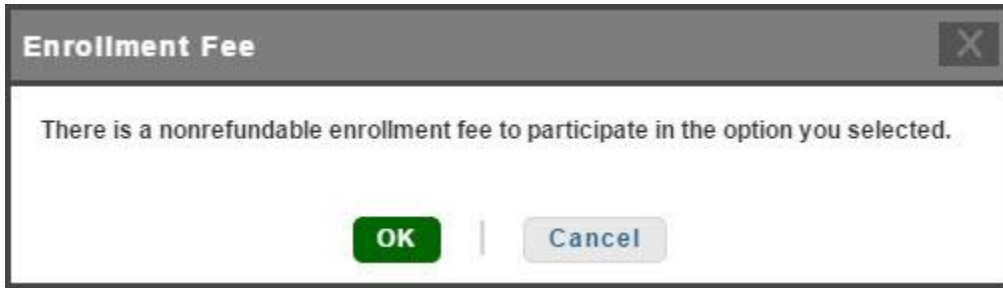 Enrollment Fee X
There is a nonrefundable enrollment fee to participate in the option you selected.
OK | Cancel